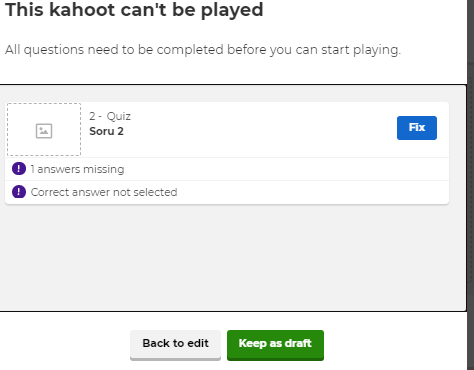 This kahoot can't be played
All questions need to be completed before you can start playing.
2 - Quiz
Soru 2
Fix
! 1 answers missing
! Correct answer not selected
Back to edit
Keep as draft